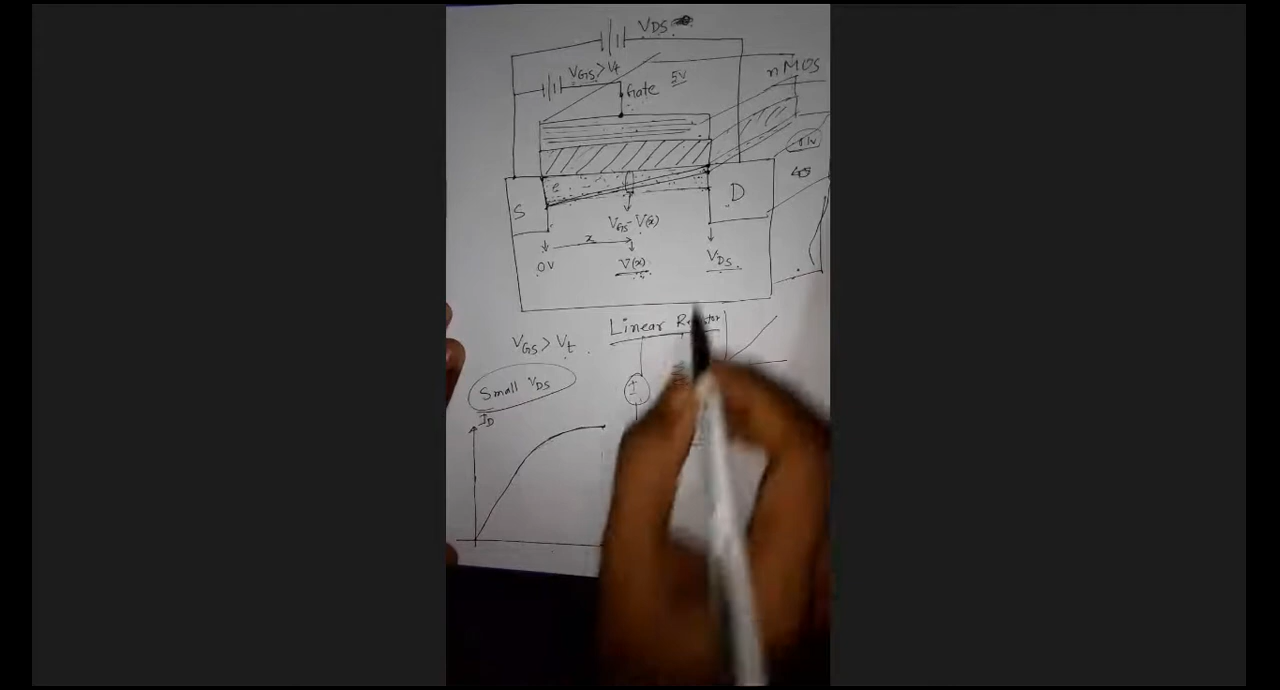 VDS
VGS > Vt
Gate
5V
nMOS
e
S
D
VGS-V(x)
x
0V
V(x)
VDS
VGS > Vt .
Linear
Small VDS
±
ID